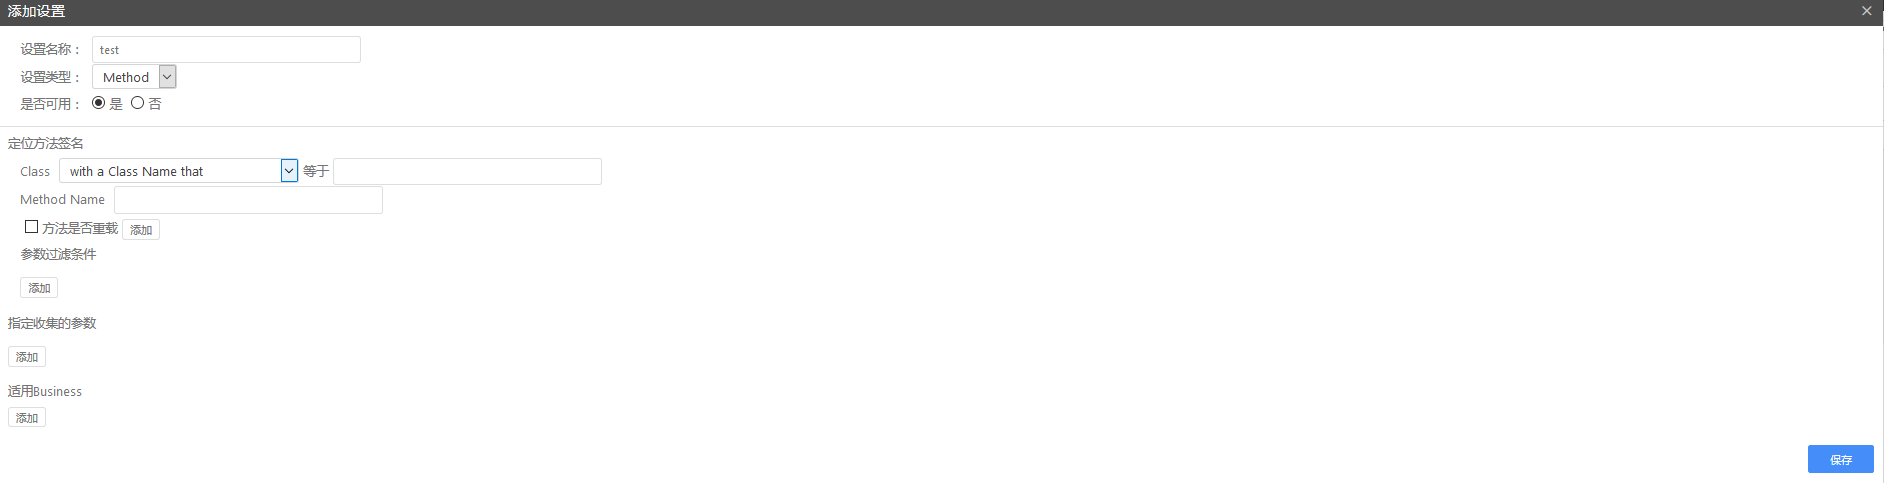 添加设置
设置名称： test
设置类型： Method
是否可用： 是 否
定位方法签名
Class with a Class Name that 等于
Method Name
方法是否重载 添加
参数过滤条件
添加
指定收集的参数
添加
适用Business
添加
保存